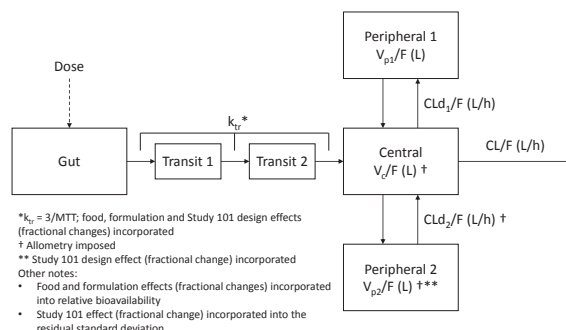 Peripheral 1
Vp1/F (L)
Dose
CLd1/F (L/h)
ktr*
Gut
Transit 1
Transit 2
Central
Vc/F (L) †
CL/F (L/h)
CLd2/F (L/h) †
*ktr = 3/MTT; food, formulation and Study 101 design effects
(fractional changes) incorporated
† Allometry imposed
** Study 101 design effect (fractional change) incorporated
Other notes:
• Food and formulation effects (fractional changes) incorporated
into relative bioavailability
• Study 101 effect (fractional change) incorporated into the
residual standard deviation
Peripheral 2
Vp2/F (L) †**